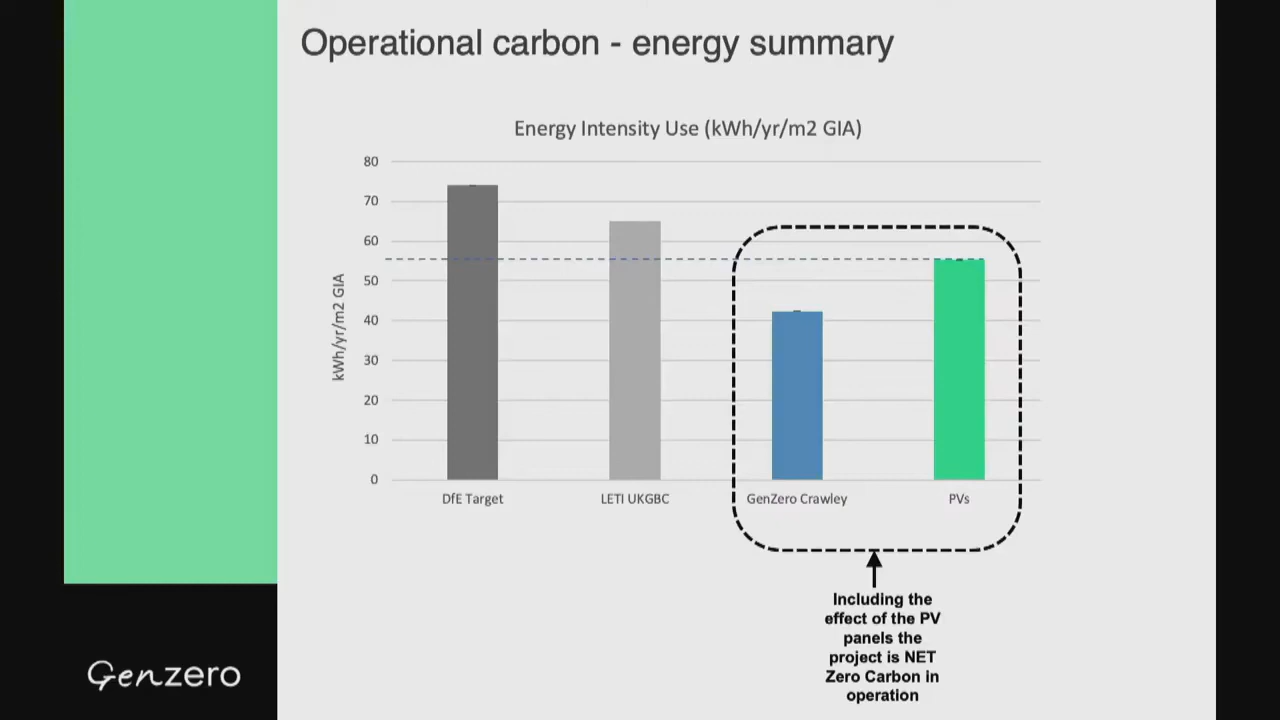 Operational carbon - energy summary
Energy Intensity Use (kWh/yr/m2 GIA)
kWh/yr/m2 GIA
80
70
60
50
40
30
20
10
0
DfE Target
LETI UKGBC
GenZero Crawley
PVs
Including the
effect of the PV
panels the
project is NET
Zero Carbon in
operation
Genzero